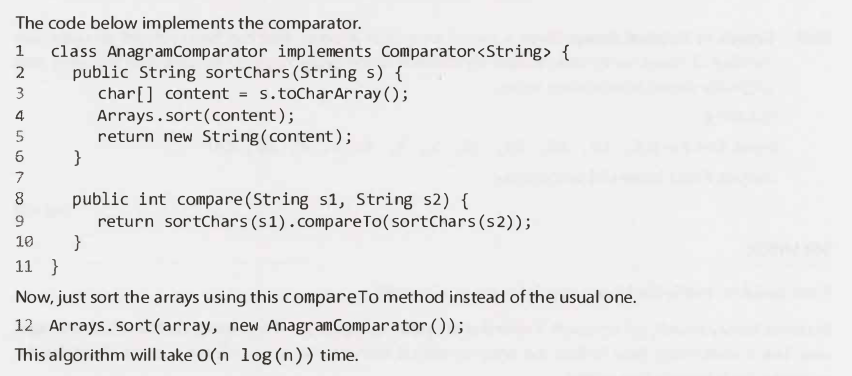 The code below implements the comparator.
1 class AnagramComparator implements Comparator<String> {
2 public String sortChars(String s) {
3 char[] content = s.toCharArray();
4 Arrays.sort(content);
5 return new String(content);
6 }
7
8 public int compare(String s1, String s2) {
9 return sortChars(s1).compareTo(sortChars(s2));
10 }
11 }
Now, just sort the arrays using this compareTo method instead of the usual one.
12 Arrays.sort(array, new AnagramComparator());
This algorithm will take O(n log(n)) time.